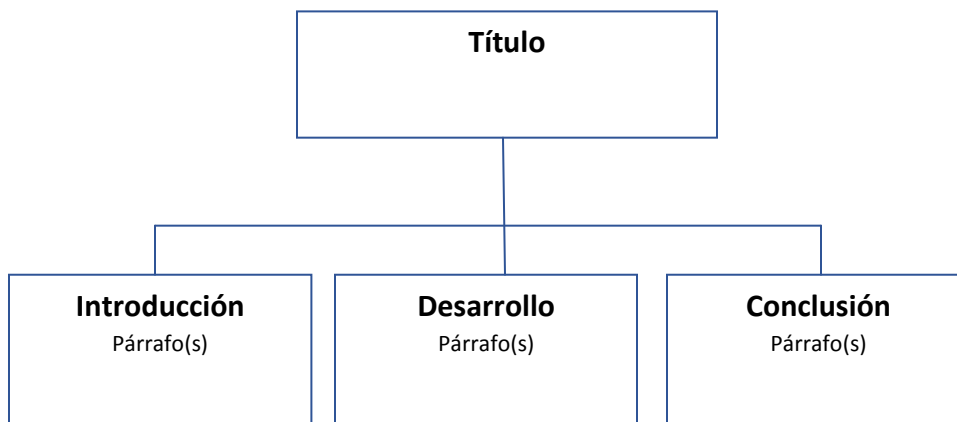 Título
Introducción
Párrafo(s)
Desarrollo
Párrafo(s)
Conclusión
Párrafo(s)